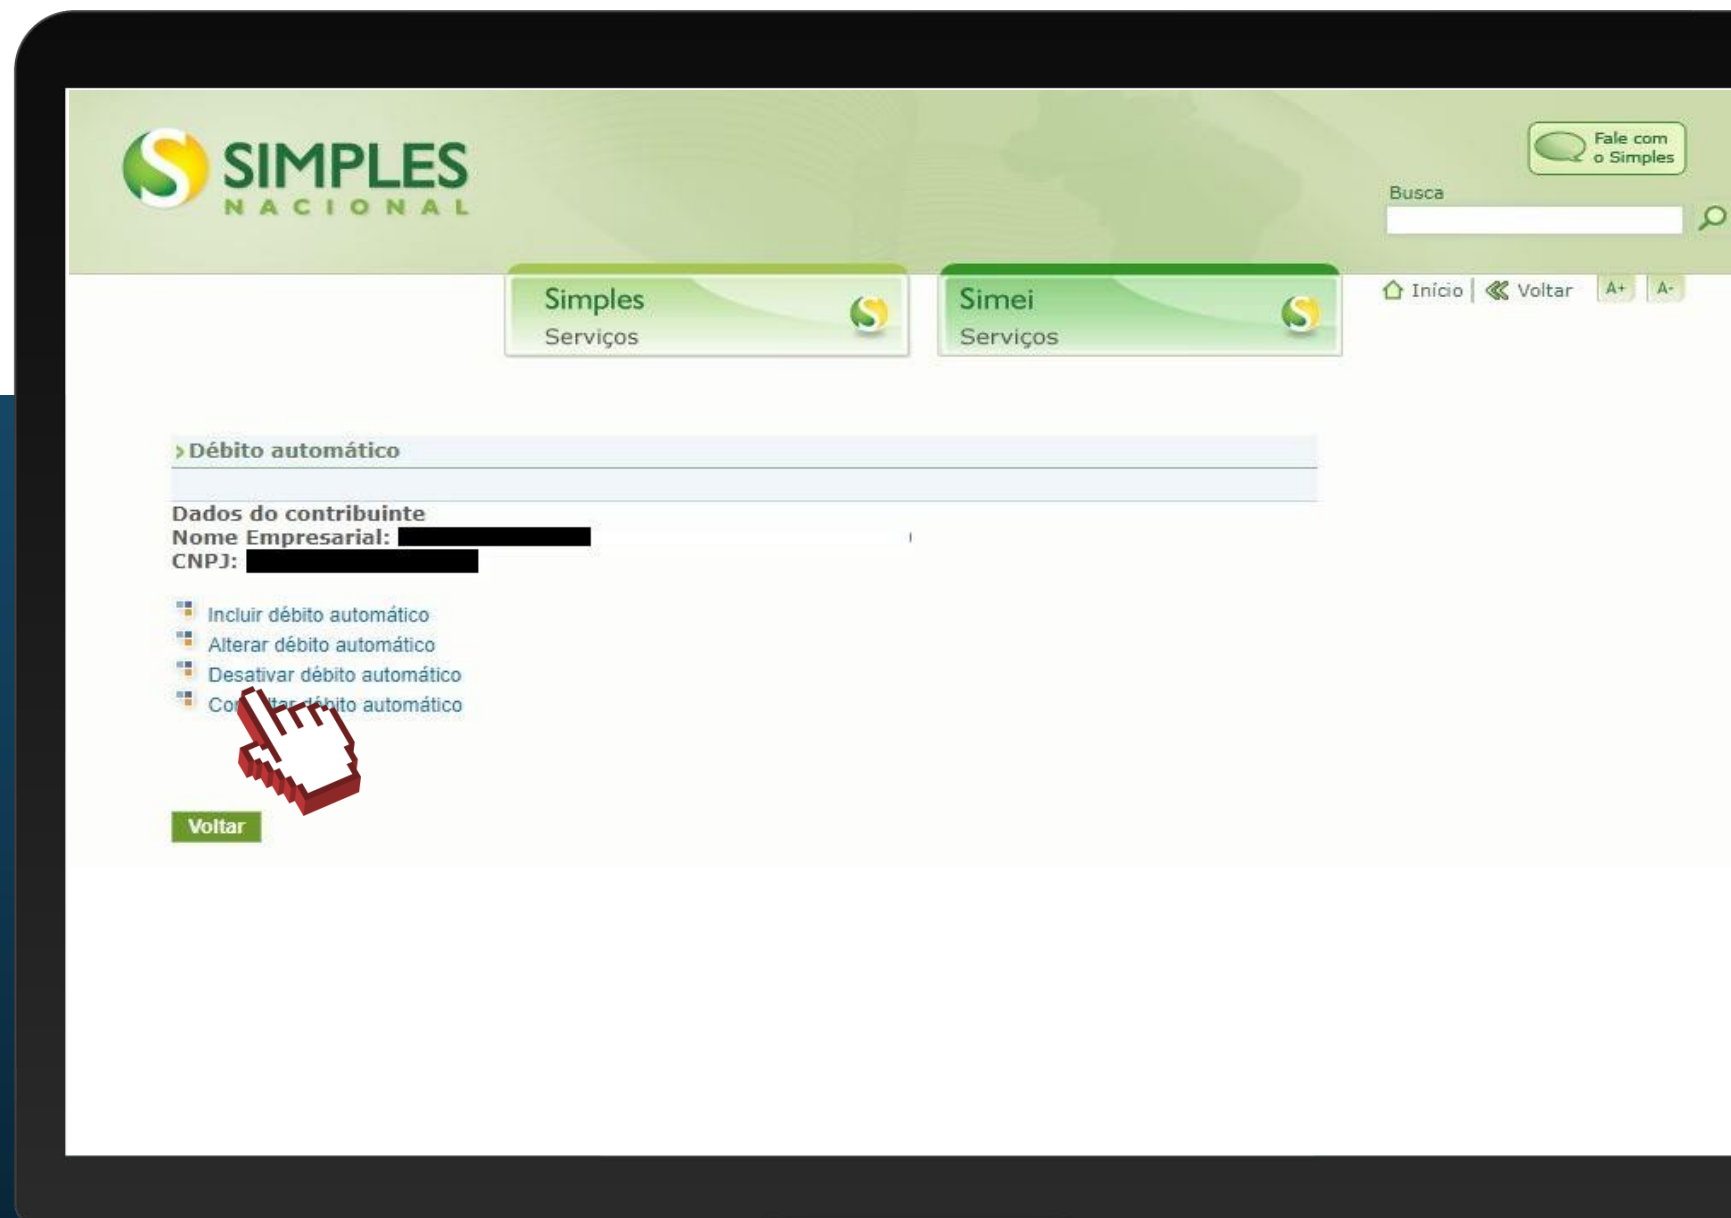 SIMPLES
NACIONAL
Fale com
o Simples
Busca
Simples
Serviços
Simei
Serviços
Início
Voltar
A+
A-
Débito automático
Dados do contribuinte
Nome Empresarial:
CNPJ:
Incluir débito automático
Alterar débito automático
Desativar débito automático
automático
Voltar